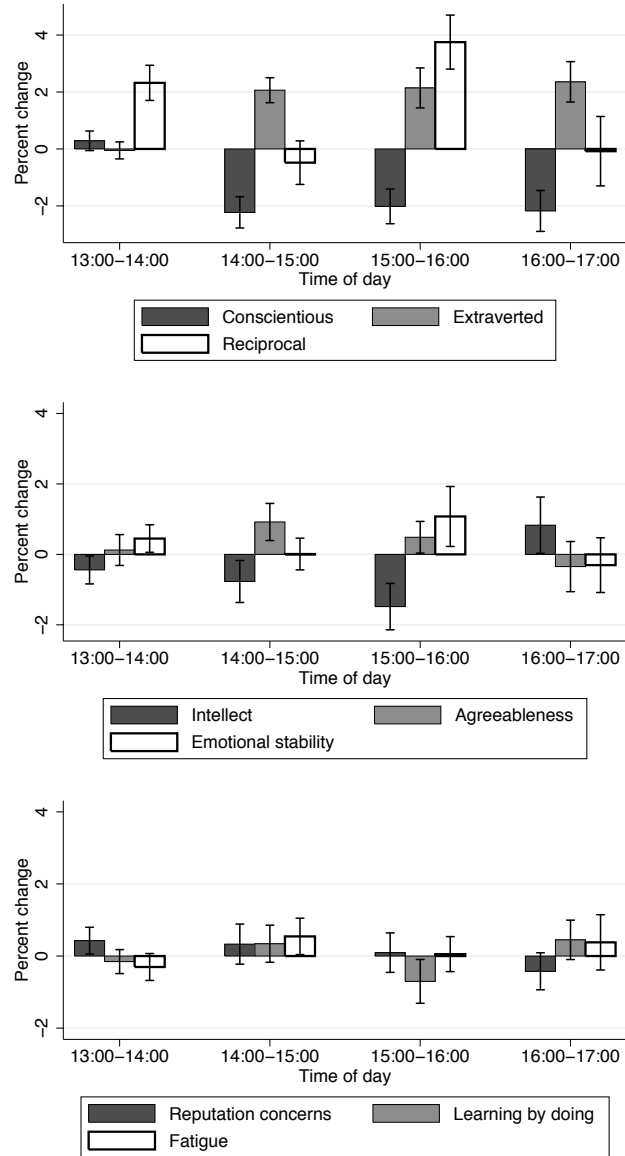 4
2
0
−2
Percent change
13:00−14:00 14:00−15:00 15:00−16:00 16:00−17:00
Time of day
Conscientious Extraverted
Reciprocal
4
2
0
−2
Percent change
13:00−14:00 14:00−15:00 15:00−16:00 16:00−17:00
Time of day
Intellect Agreeableness
Emotional stability
4
2
0
−2
Percent change
13:00−14:00 14:00−15:00 15:00−16:00 16:00−17:00
Time of day
Reputation concerns Learning by doing
Fatigue